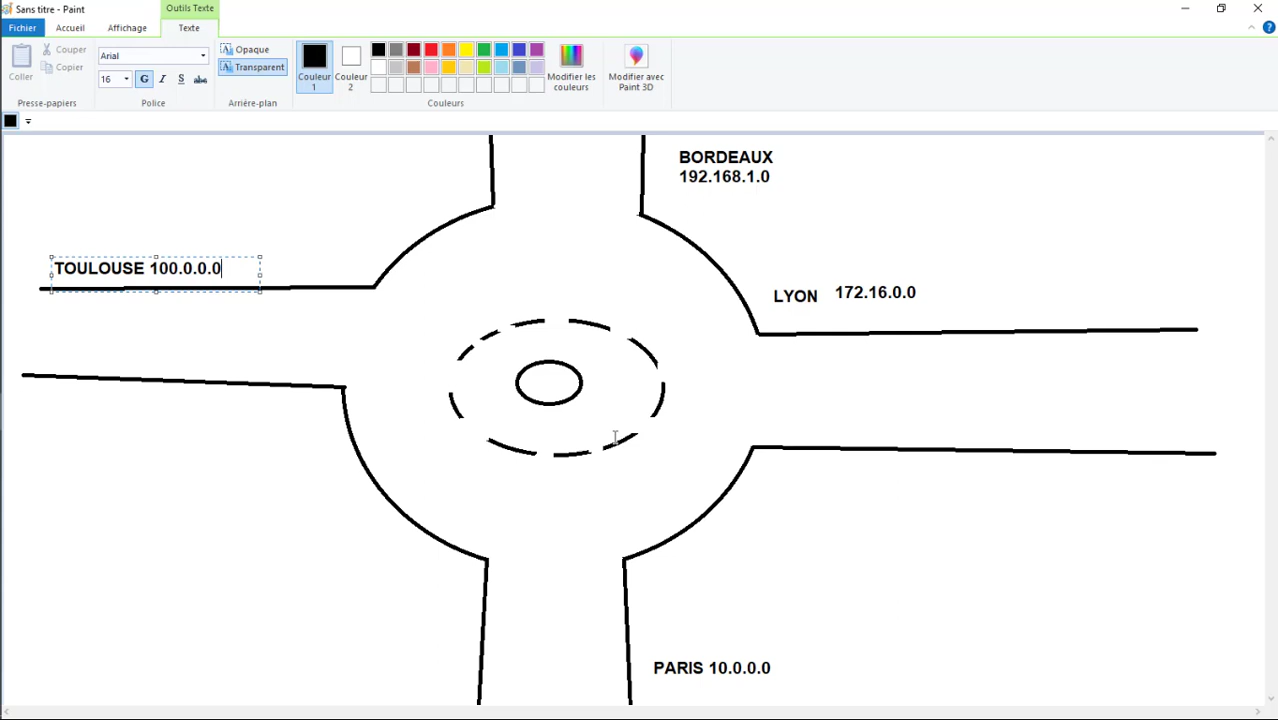 Sans titre - Paint
Outils Texte
Fichier
Accueil
Affichage
Texte
Coller
Couper
Copier
Presse-papiers
Arial
16
G
I
S
abc
Police
Opaque
Transparent
Arrière-plan
Couleur 1
Couleur 2
Modifier les couleurs
Couleurs
Modifier avec Paint 3D
BORDEAUX
192.168.1.0
TOULOUSE 100.0.0.0
LYON 172.16.0.0
PARIS 10.0.0.0